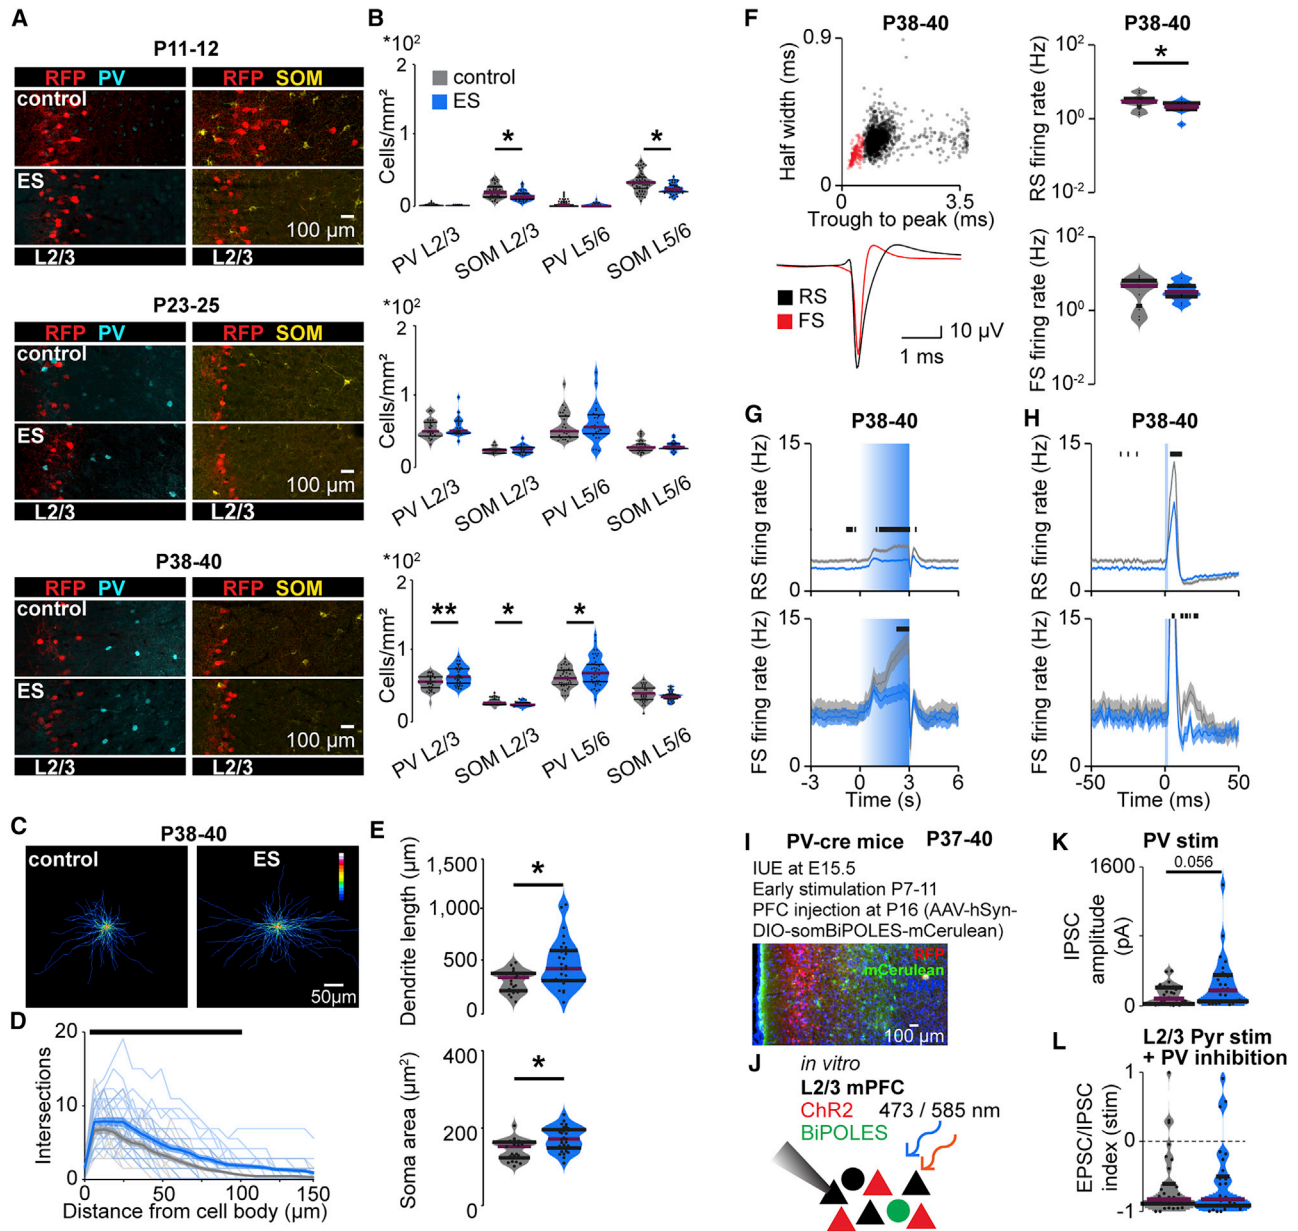 A
P11-12
RFP PV
RFP SOM
control
ES
100 µm
L2/3
L2/3
P23-25
RFP PV
RFP SOM
control
ES
100 µm
L2/3
L2/3
P38-40
RFP PV
RFP SOM
control
ES
100 µm
L2/3
L2/3
B
*10²
2
control
ES
Cells/mm²
1
*
*
0
PV L2/3
SOM L2/3
PV L5/6
SOM L5/6
*10²
2
Cells/mm²
1
0
PV L2/3
SOM L2/3
PV L5/6
SOM L5/6
*10²
2
Cells/mm²
1
**
*
*
0
PV L2/3
SOM L2/3
PV L5/6
SOM L5/6
C
P38-40
control
ES
50µm
D
20
Intersections
10
0
0
50
100
150
Distance from cell body (µm)
E
Dendrite length (µm)
1,500
1,000
500
0
*
Soma area (µm²)
400
200
0
*
F
P38-40
Half width (ms)
0.9
0
0
3.5
Trough to peak (ms)
RS
FS
10 µV
1 ms
P38-40
RS firing rate (Hz)
10²
10⁰
10⁻²
*
FS firing rate (Hz)
10²
10⁰
10⁻²
G
P38-40
RS firing rate (Hz)
15
0
FS firing rate (Hz)
15
0
-3
0
3
6
Time (s)
H
P38-40
RS firing rate (Hz)
15
0
FS firing rate (Hz)
15
0
-50
0
50
Time (ms)
I
PV-cre mice P37-40
IUE at E15.5
Early stimulation P7-11
PFC injection at P16 (AAV-hSyn-
DIO-somBiPOLES-mCerulean)
RFP
mCerulean
DAPI
100 µm
J
in vitro
L2/3 mPFC
ChR2 473 / 585 nm
BiPOLES
K
PV stim
0.056
IPSC
amplitude
(pA)
1600
0
L
L2/3 Pyr stim
+ PV inhibition
EPSC/IPSC
index (stim)
1
0
-1